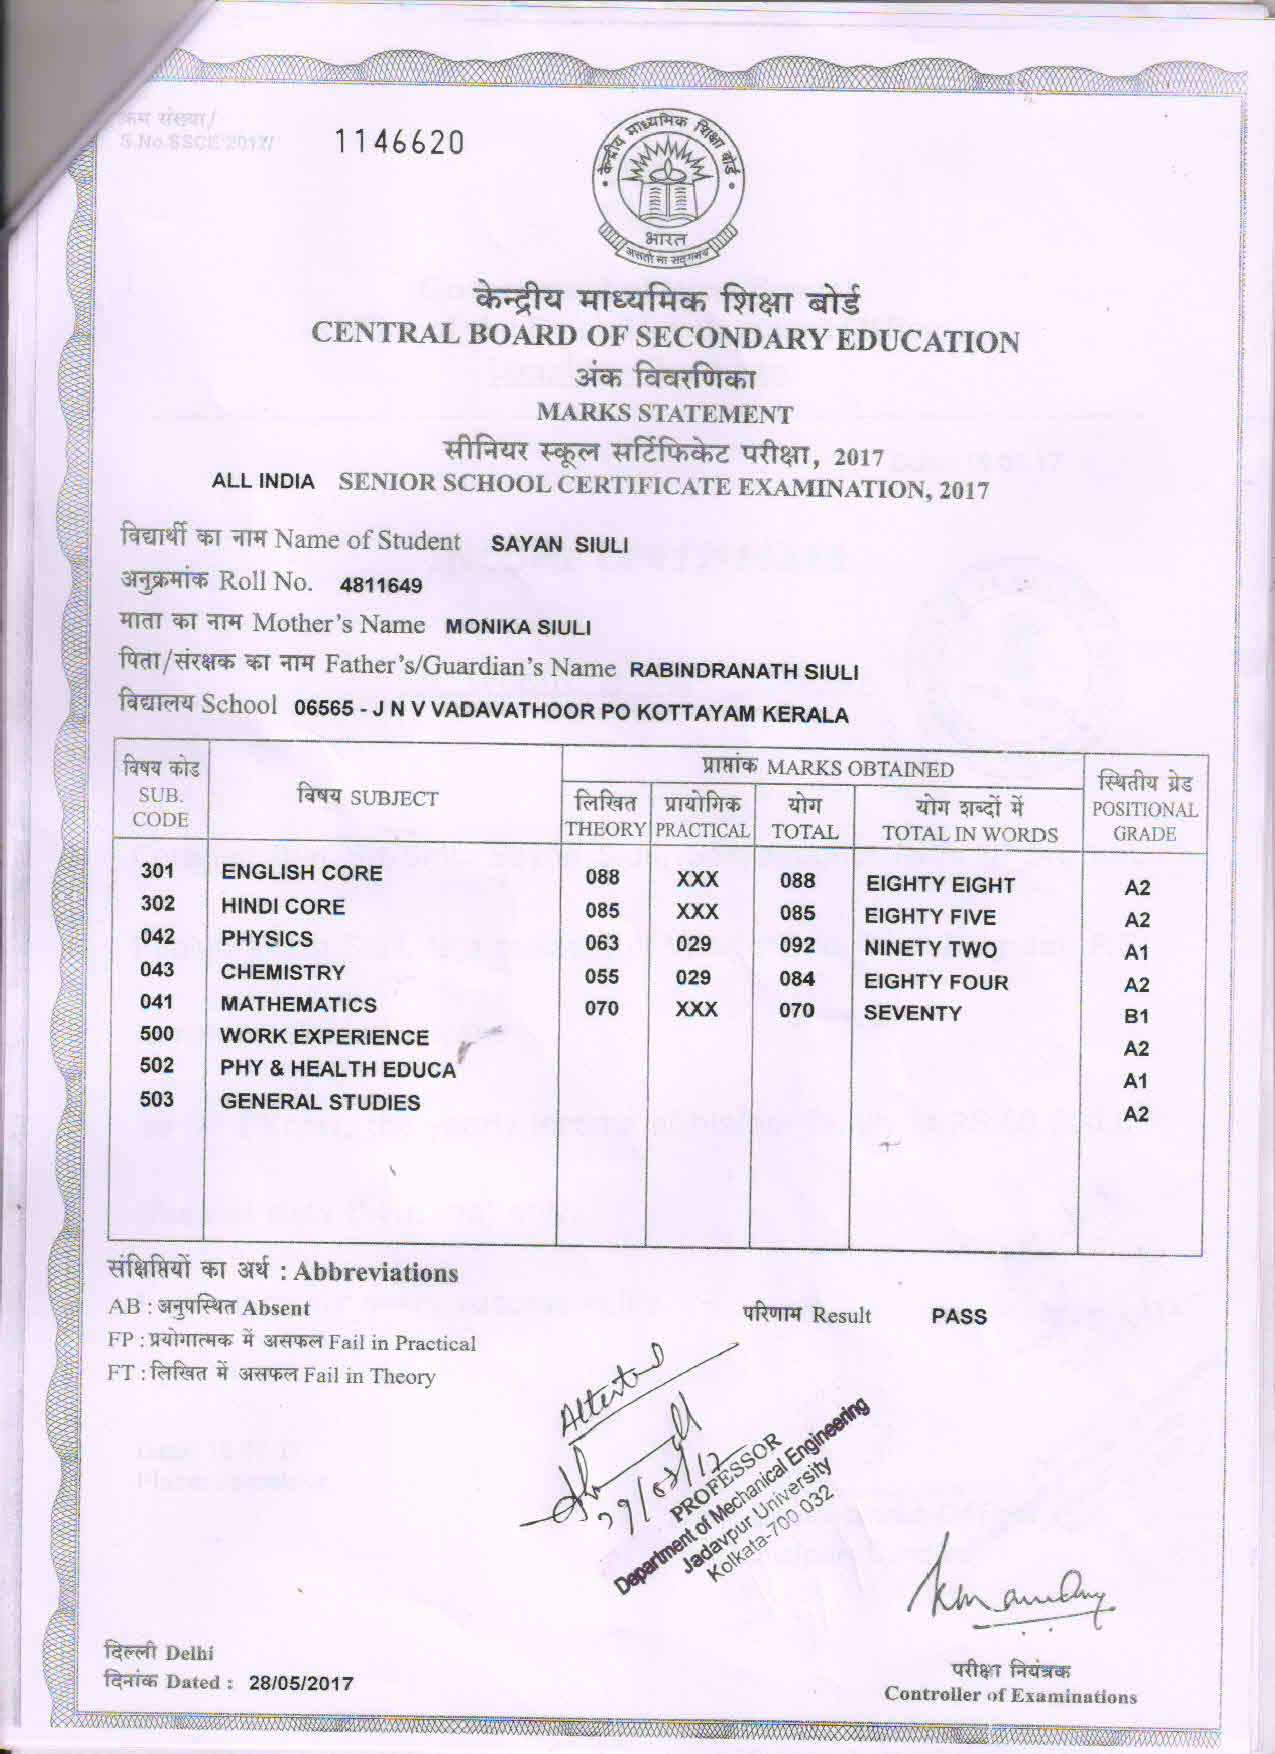 क्रम संख्या/
S.No.SSCE/2017/ 1146620
केन्द्रीय माध्यमिक शिक्षा बोर्ड
भारत
असतो मा सद्गमय
केन्द्रीय माध्यमिक शिक्षा बोर्ड
CENTRAL BOARD OF SECONDARY EDUCATION
अंक विवरणिका
MARKS STATEMENT
सीनियर स्कूल सर्टिफिकेट परीक्षा, 2017
ALL INDIA SENIOR SCHOOL CERTIFICATE EXAMINATION, 2017
विद्यार्थी का नाम Name of Student SAYAN SIULI
अनुक्रमांक Roll No. 4811649
माता का नाम Mother's Name MONIKA SIULI
पिता/संरक्षक का नाम Father's/Guardian's Name RABINDRANATH SIULI
विद्यालय School 06565 - J N V VADAVATHOOR PO KOTTAYAM KERALA
विषय कोड SUB. CODE विषय SUBJECT प्राप्तांक MARKS OBTAINED स्थितीय ग्रेड POSITIONAL GRADE
लिखित THEORY प्रायोगिक PRACTICAL योग TOTAL योग शब्दों में TOTAL IN WORDS
301 ENGLISH CORE 088 XXX 088 EIGHTY EIGHT A2
302 HINDI CORE 085 XXX 085 EIGHTY FIVE A2
042 PHYSICS 063 029 092 NINETY TWO A1
043 CHEMISTRY 055 029 084 EIGHTY FOUR A2
041 MATHEMATICS 070 XXX 070 SEVENTY B1
500 WORK EXPERIENCE A2
502 PHY & HEALTH EDUCA A1
503 GENERAL STUDIES A2
संक्षिप्तियों का अर्थ : Abbreviations
AB : अनुपस्थित Absent
परिणाम Result PASS
FP : प्रयोगात्मक में असफल Fail in Practical
FT : लिखित में असफल Fail in Theory
Attested
29/05/17
PROFESSOR
Department of Mechanical Engineering
Jadavpur University
Kolkata-700 032
दिल्ली Delhi
दिनांक Dated : 28/05/2017
परीक्षा नियंत्रक
Controller of Examinations